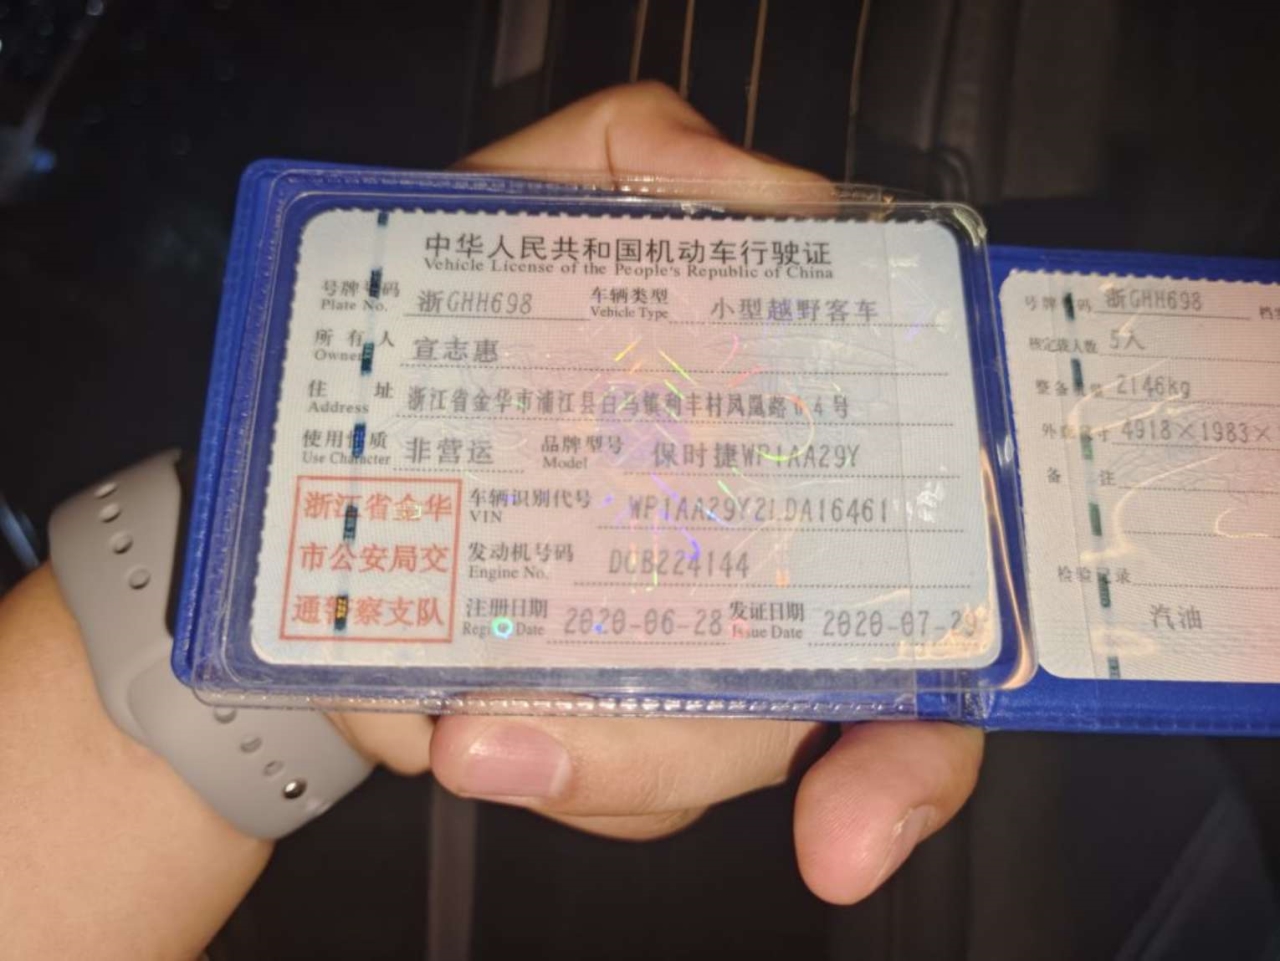 中华人民共和国机动车行驶证
Vehicle License of the People's Republic of China
号牌号码 浙GHH698 车辆类型 小型越野客车
Plate No. Vehicle Type
所有人 宣志惠
Owner
住址 浙江省金华市浦江县白马镇利丰村凤凰路 4号
Address
使用性质 非营运 品牌型号 保时捷WP1AA29Y
Use Character Model
浙江省金华
市公安局交
通警察支队
车辆识别代号 WP1AA29Y2LDA16461
VIN
发动机号码 DCB224144
Engine No.
注册日期 2020-06-28 发证日期 2020-07-29
Register Date Issue Date
号牌号码 浙GHH698
核定载人数 5人
整备质量 2146kg
外廓尺寸 4918×1983×
备注
检验记录
汽油